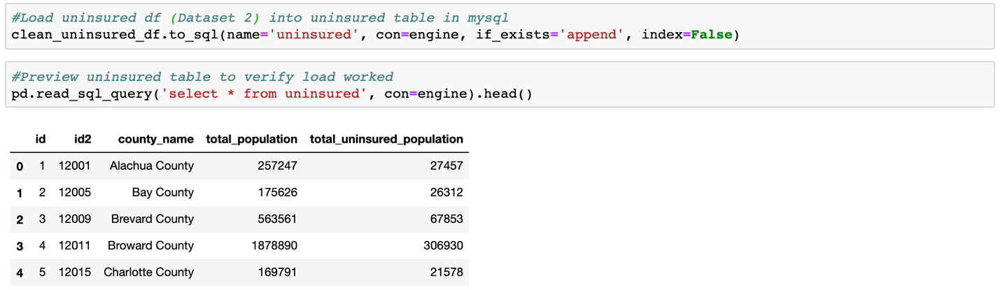 #Load uninsured df (Dataset 2) into uninsured table in mysql
clean_uninsured_df.to_sql(name='uninsured', con=engine, if_exists='append', index=False)
#Preview uninsured table to verify load worked
pd.read_sql_query('select * from uninsured', con=engine).head()
id id2 county_name total_population total_uninsured_population
0 1 12001 Alachua County 257247 27457
1 2 12005 Bay County 175626 26312
2 3 12009 Brevard County 563561 67853
3 4 12011 Broward County 1878890 306930
4 5 12015 Charlotte County 169791 21578